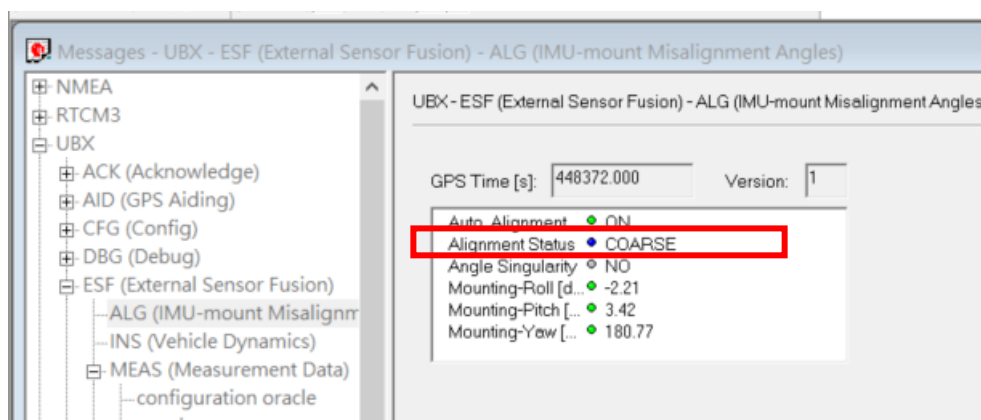 Messages - UBX - ESF (External Sensor Fusion) - ALG (IMU-mount Misalignment Angles)
NMEA
RTCM3
UBX
ACK (Acknowledge)
AID (GPS Aiding)
CFG (Config)
DBG (Debug)
ESF (External Sensor Fusion)
ALG (IMU-mount Misalignm
INS (Vehicle Dynamics)
MEAS (Measurement Data)
configuration oracle
UBX - ESF (External Sensor Fusion) - ALG (IMU-mount Misalignment Angles
GPS Time [s]: 448372.000 Version: 1
Auto Alignment ON
Alignment Status COARSE
Angle Singularity NO
Mounting-Roll [d... -2.21
Mounting-Pitch [... 3.42
Mounting-Yaw [... 180.77